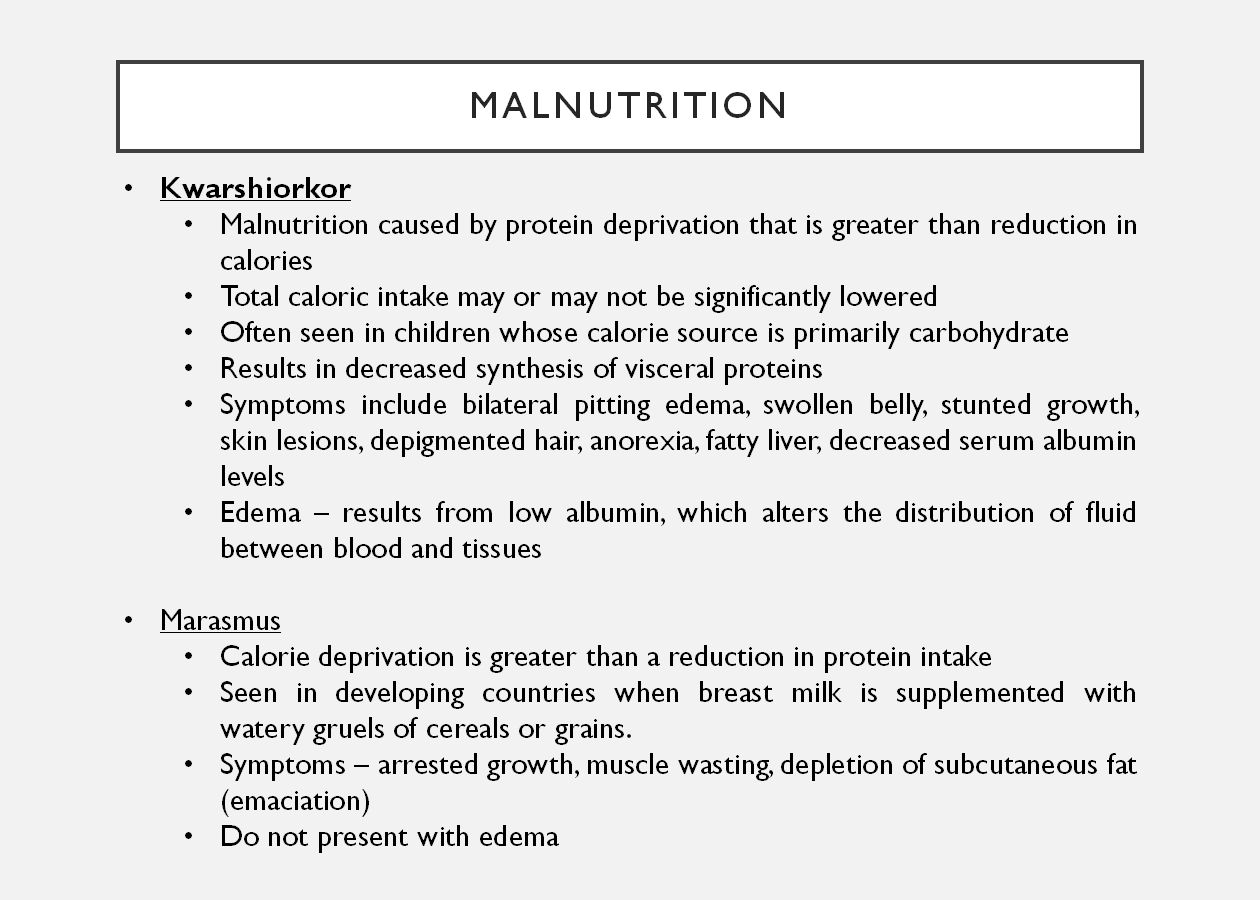 MALNUTRITION
• Kwarshiorkor
• Malnutrition caused by protein deprivation that is greater than reduction in
calories
• Total caloric intake may or may not be significantly lowered
• Often seen in children whose calorie source is primarily carbohydrate
• Results in decreased synthesis of visceral proteins
• Symptoms include bilateral pitting edema, swollen belly, stunted growth,
skin lesions, depigmented hair, anorexia, fatty liver, decreased serum albumin
levels
• Edema – results from low albumin, which alters the distribution of fluid
between blood and tissues
• Marasmus
• Calorie deprivation is greater than a reduction in protein intake
• Seen in developing countries when breast milk is supplemented with
watery gruels of cereals or grains.
• Symptoms – arrested growth, muscle wasting, depletion of subcutaneous fat
(emaciation)
• Do not present with edema